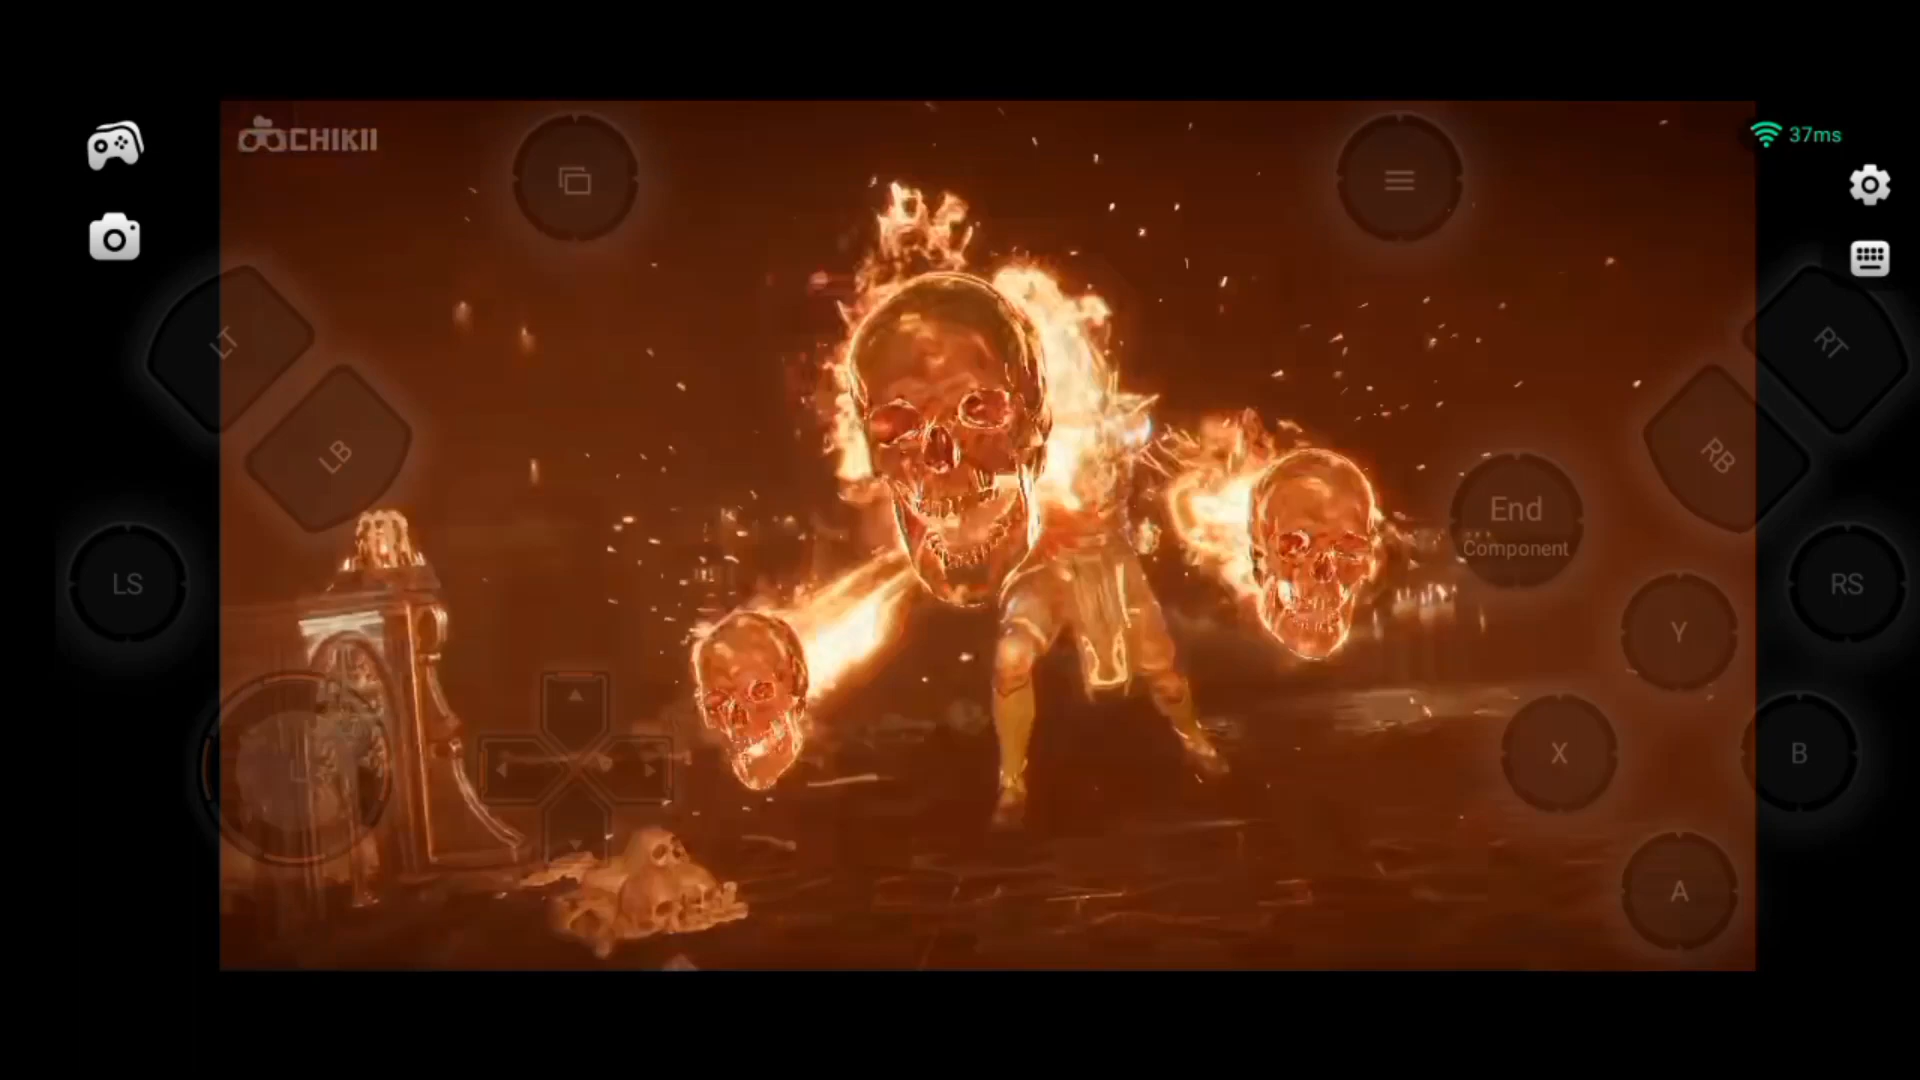 CHIKII
37ms
LT
RT
LB
RB
End
Component
LS
RS
Y
X
B
A